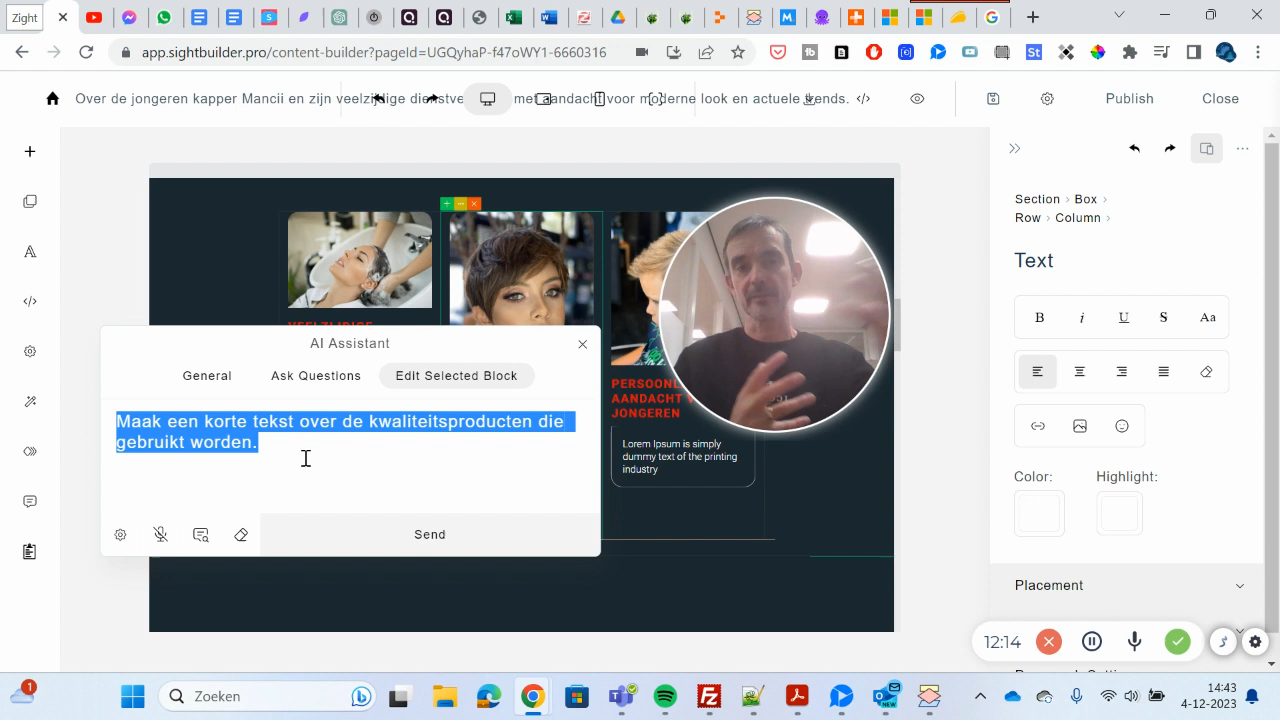 Zight
app.sightbuilder.pro/content-builder?pageId=UGQyhaP-f47oWY1-6660316
Over de jongeren kapper Mancii en zijn veelzijdige dienstve met aandacht voor moderne look en actuele trends.
Publish
Close
Section > Box >
Row > Column >
Text
B i U S Aa
Color: Highlight:
Placement
PERSOONL
AANDACHT V
JONGEREN
Lorem Ipsum is simply
dummy text of the printing
industry
AI Assistant
General Ask Questions Edit Selected Block
Maak een korte tekst over de kwaliteitsproducten die
gebruikt worden.
Send
12:14
1
Zoeken
NEW
14:43
4-12-2023